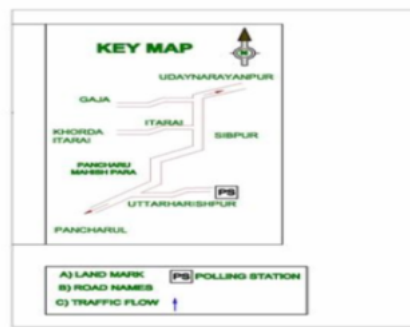 KEY MAP
N
UDAYNARAYANPUR
GAJA
ITARAI
KHORDA
ITARAI
SIBPUR
PANCHARU
MAHISH PARA
PS
UTTARHARISHPUR
PANCHARUL
A) LAND MARK
PS POLLING STATION
B) ROAD NAMES
C) TRAFFIC FLOW